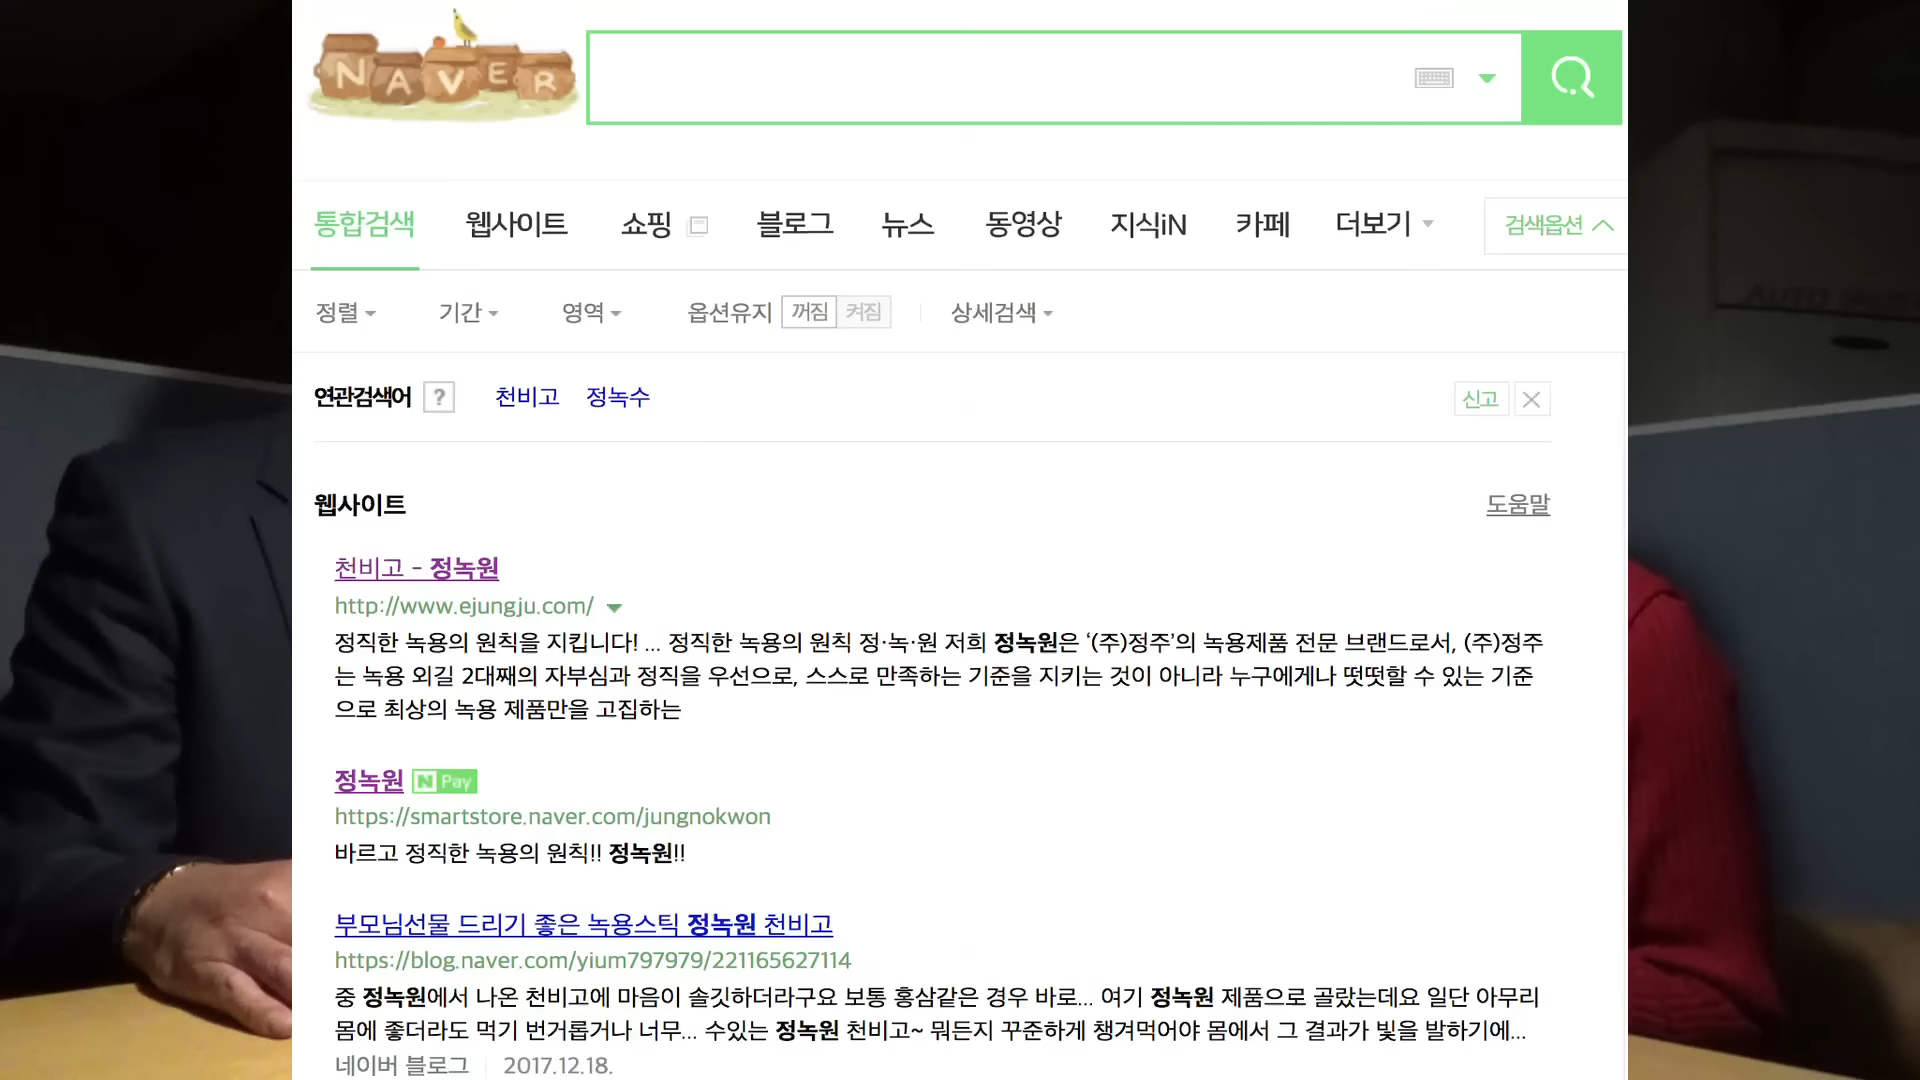 NAVER
통합검색 웹사이트 쇼핑 블로그 뉴스 동영상 지식iN 카페 더보기 검색옵션
정렬 기간 영역 옵션유지 꺼짐 켜짐 상세검색
연관검색어 ? 천비고 정녹수 신고
웹사이트 도움말
천비고 - 정녹원
http://www.ejungju.com/
정직한 녹용의 원칙을 지킵니다! ... 정직한 녹용의 원칙 정·녹·원 저희 정녹원은 ‘(주)정주’의 녹용제품 전문 브랜드로서, (주)정주
는 녹용 외길 2대째의 자부심과 정직을 우선으로, 스스로 만족하는 기준을 지키는 것이 아니라 누구에게나 떳떳할 수 있는 기준
으로 최상의 녹용 제품만을 고집하는
정녹원 N Pay
https://smartstore.naver.com/jungnokwon
바르고 정직한 녹용의 원칙!! 정녹원!!
부모님선물 드리기 좋은 녹용스틱 정녹원 천비고
https://blog.naver.com/yium797979/221165627114
중 정녹원에서 나온 천비고에 마음이 솔깃하더라구요 보통 홍삼같은 경우 바로... 여기 정녹원 제품으로 골랐는데요 일단 아무리
몸에 좋더라도 먹기 번거롭거나 너무... 수있는 정녹원 천비고~ 뭐든지 꾸준하게 챙겨먹어야 몸에서 그 결과가 빛을 발하기에...
네이버 블로그 2017.12.18.
AUTO